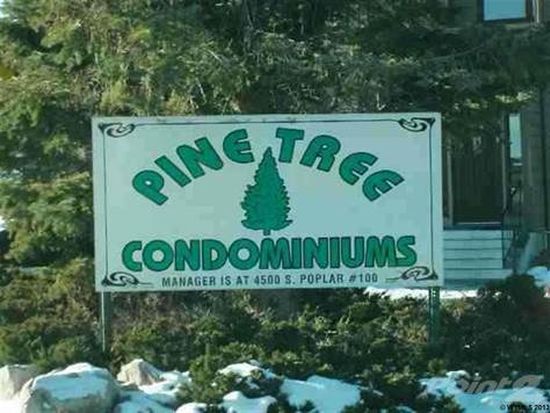 PINE TREE
CONDOMINIUMS
MANAGER IS AT 4500 S. POPLAR #100